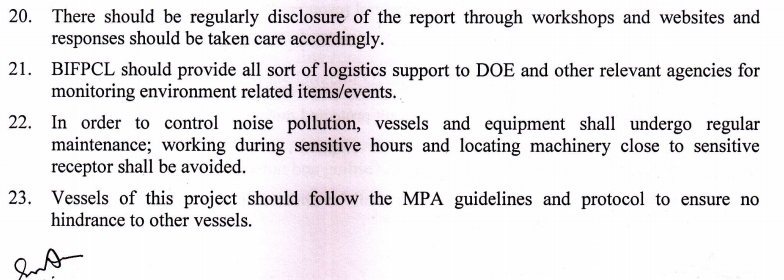 20. There should be regularly disclosure of the report through workshops and websites and
responses should be taken care accordingly.
21. BIFPCL should provide all sort of logistics support to DOE and other relevant agencies for
monitoring environment related items/events.
22. In order to control noise pollution, vessels and equipment shall undergo regular
maintenance; working during sensitive hours and locating machinery close to sensitive
receptor shall be avoided.
23. Vessels of this project should follow the MPA guidelines and protocol to ensure no
hindrance to other vessels.